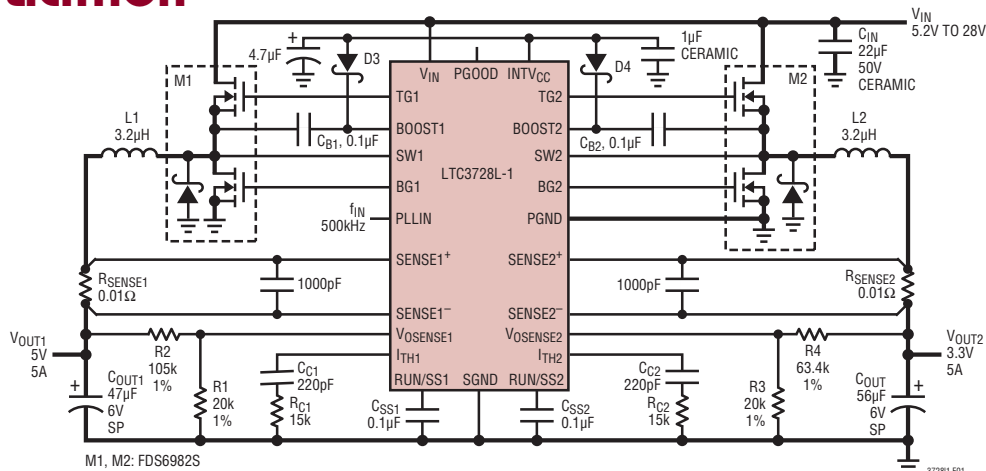 VIN
5.2V TO 28V
CIN
22µF
50V
CERAMIC
1µF
CERAMIC
4.7µF
D3
D4
M1
M2
VIN PGOOD INTVCC
TG1 TG2
BOOST1 BOOST2
CB1, 0.1µF
CB2, 0.1µF
L1
3.2µH
L2
3.2µH
SW1 SW2
LTC3728L-1
BG1 BG2
fIN
500kHz
PLLIN PGND
SENSE1+ SENSE2+
1000pF
1000pF
RSENSE1
0.01Ω
RSENSE2
0.01Ω
SENSE1– SENSE2–
VOSENSE1 VOSENSE2
ITH1 ITH2
RUN/SS1 SGND RUN/SS2
VOUT1
5V
5A
COUT1
47µF
6V
SP
R2
105k
1%
R1
20k
1%
CC1
220pF
RC1
15k
CSS1
0.1µF
CSS2
0.1µF
CC2
220pF
RC2
15k
R3
20k
1%
R4
63.4k
1%
VOUT2
3.3V
5A
COUT
56µF
6V
SP
M1, M2: FDS6982S